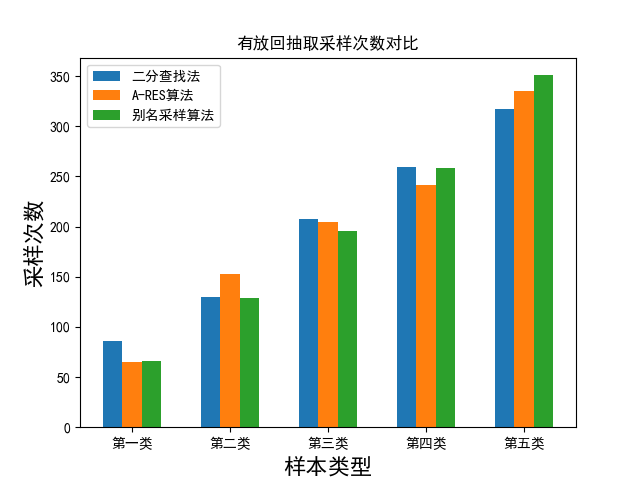 有放回抽取采样次数对比
二分查找法
A-RES算法
别名采样算法
采样次数
350
300
250
200
150
100
50
0
第一类 第二类 第三类 第四类 第五类
样本类型